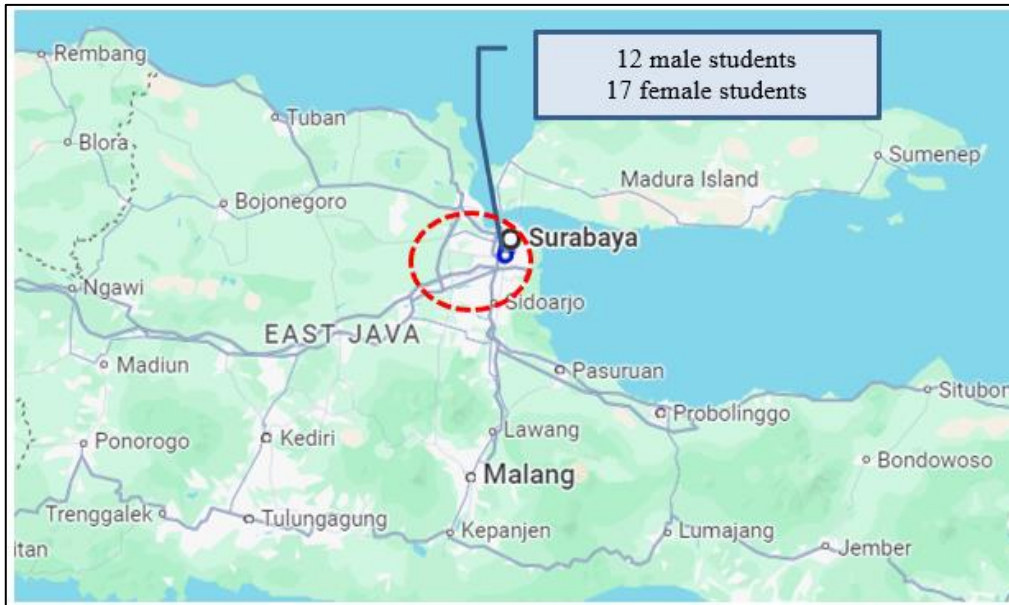 12 male students
17 female students
Rembang
Tuban
Blora
Sumenep
Madura Island
Bojonegoro
Surabaya
Ngawi
Sidoarjo
EAST JAVA
Madiun
Pasuruan
Situbon
Probolinggo
Ponorogo
Kediri
Lawang
Bondowoso
Malang
Trenggalek
Tulungagung
Kepanjen
Lumajang
Jember
itan